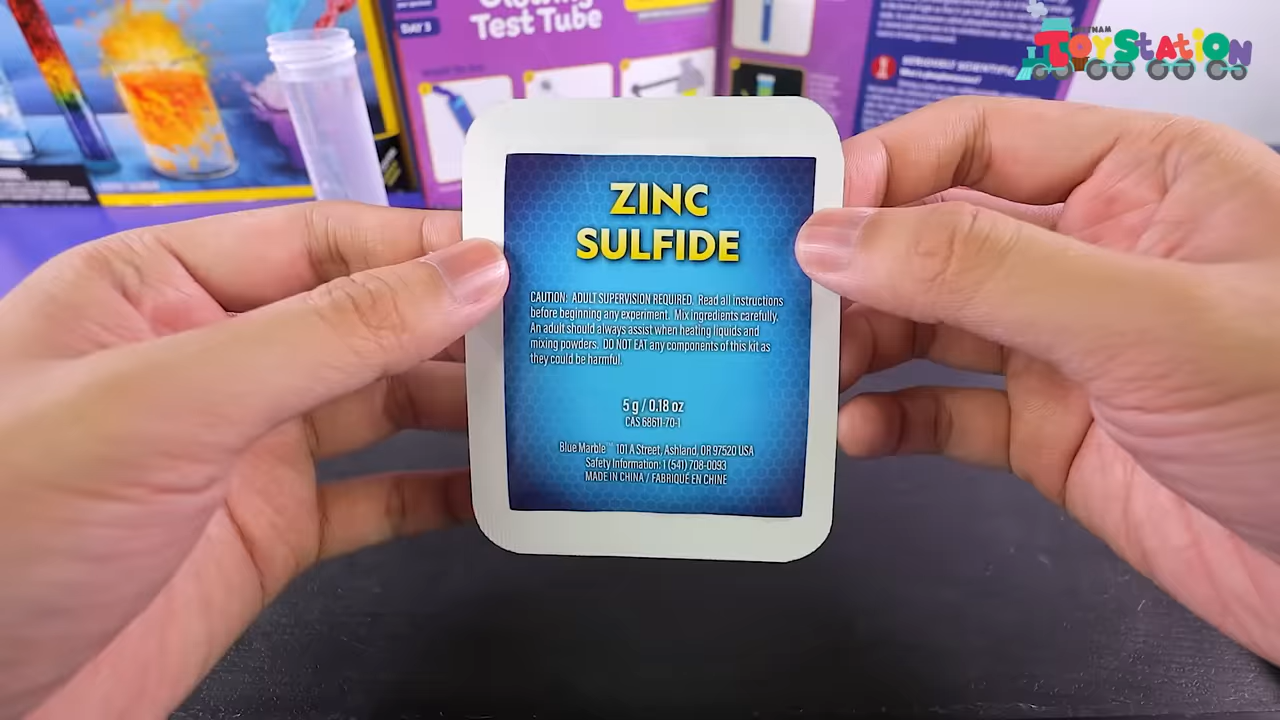 Glowing
Test Tube
DAY 3
VIETNAM
TOYSTATION
ZINC
SULFIDE
CAUTION: ADULT SUPERVISION REQUIRED. Read all instructions
before beginning any experiment. Mix ingredients carefully.
An adult should always assist when heating liquids and
mixing powders. DO NOT EAT any components of this kit as
they could be harmful.
5 g / 0.18 oz
CAS 68611-70-1
Blue Marble™ 101 A Street, Ashland, OR 97520 USA
Safety Information: 1 (541) 708-0093
MADE IN CHINA / FABRIQUÉ EN CHINE